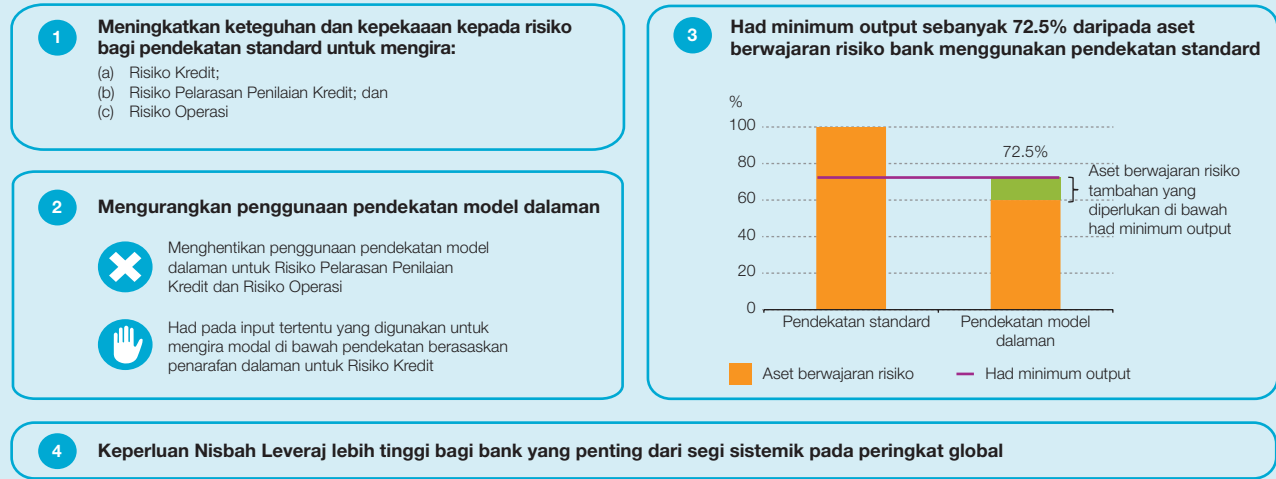 1
Meningkatkan keteguhan dan kepekaaan kepada risiko
bagi pendekatan standard untuk mengira:
(a) Risiko Kredit;
(b) Risiko Pelarasan Penilaian Kredit; dan
(c) Risiko Operasi
2
Mengurangkan penggunaan pendekatan model dalaman
Menghentikan penggunaan pendekatan model
dalaman untuk Risiko Pelarasan Penilaian
Kredit dan Risiko Operasi
Had pada input tertentu yang digunakan untuk
mengira modal di bawah pendekatan berasaskan
penarafan dalaman untuk Risiko Kredit
3
Had minimum output sebanyak 72.5% daripada aset
berwajaran risiko bank menggunakan pendekatan standard
%
100
80
60
40
20
0
72.5%
Aset berwajaran risiko
tambahan yang
diperlukan di bawah
had minimum output
Pendekatan standard
Pendekatan model
dalaman
Aset berwajaran risiko
Had minimum output
4
Keperluan Nisbah Leveraj lebih tinggi bagi bank yang penting dari segi sistemik pada peringkat global